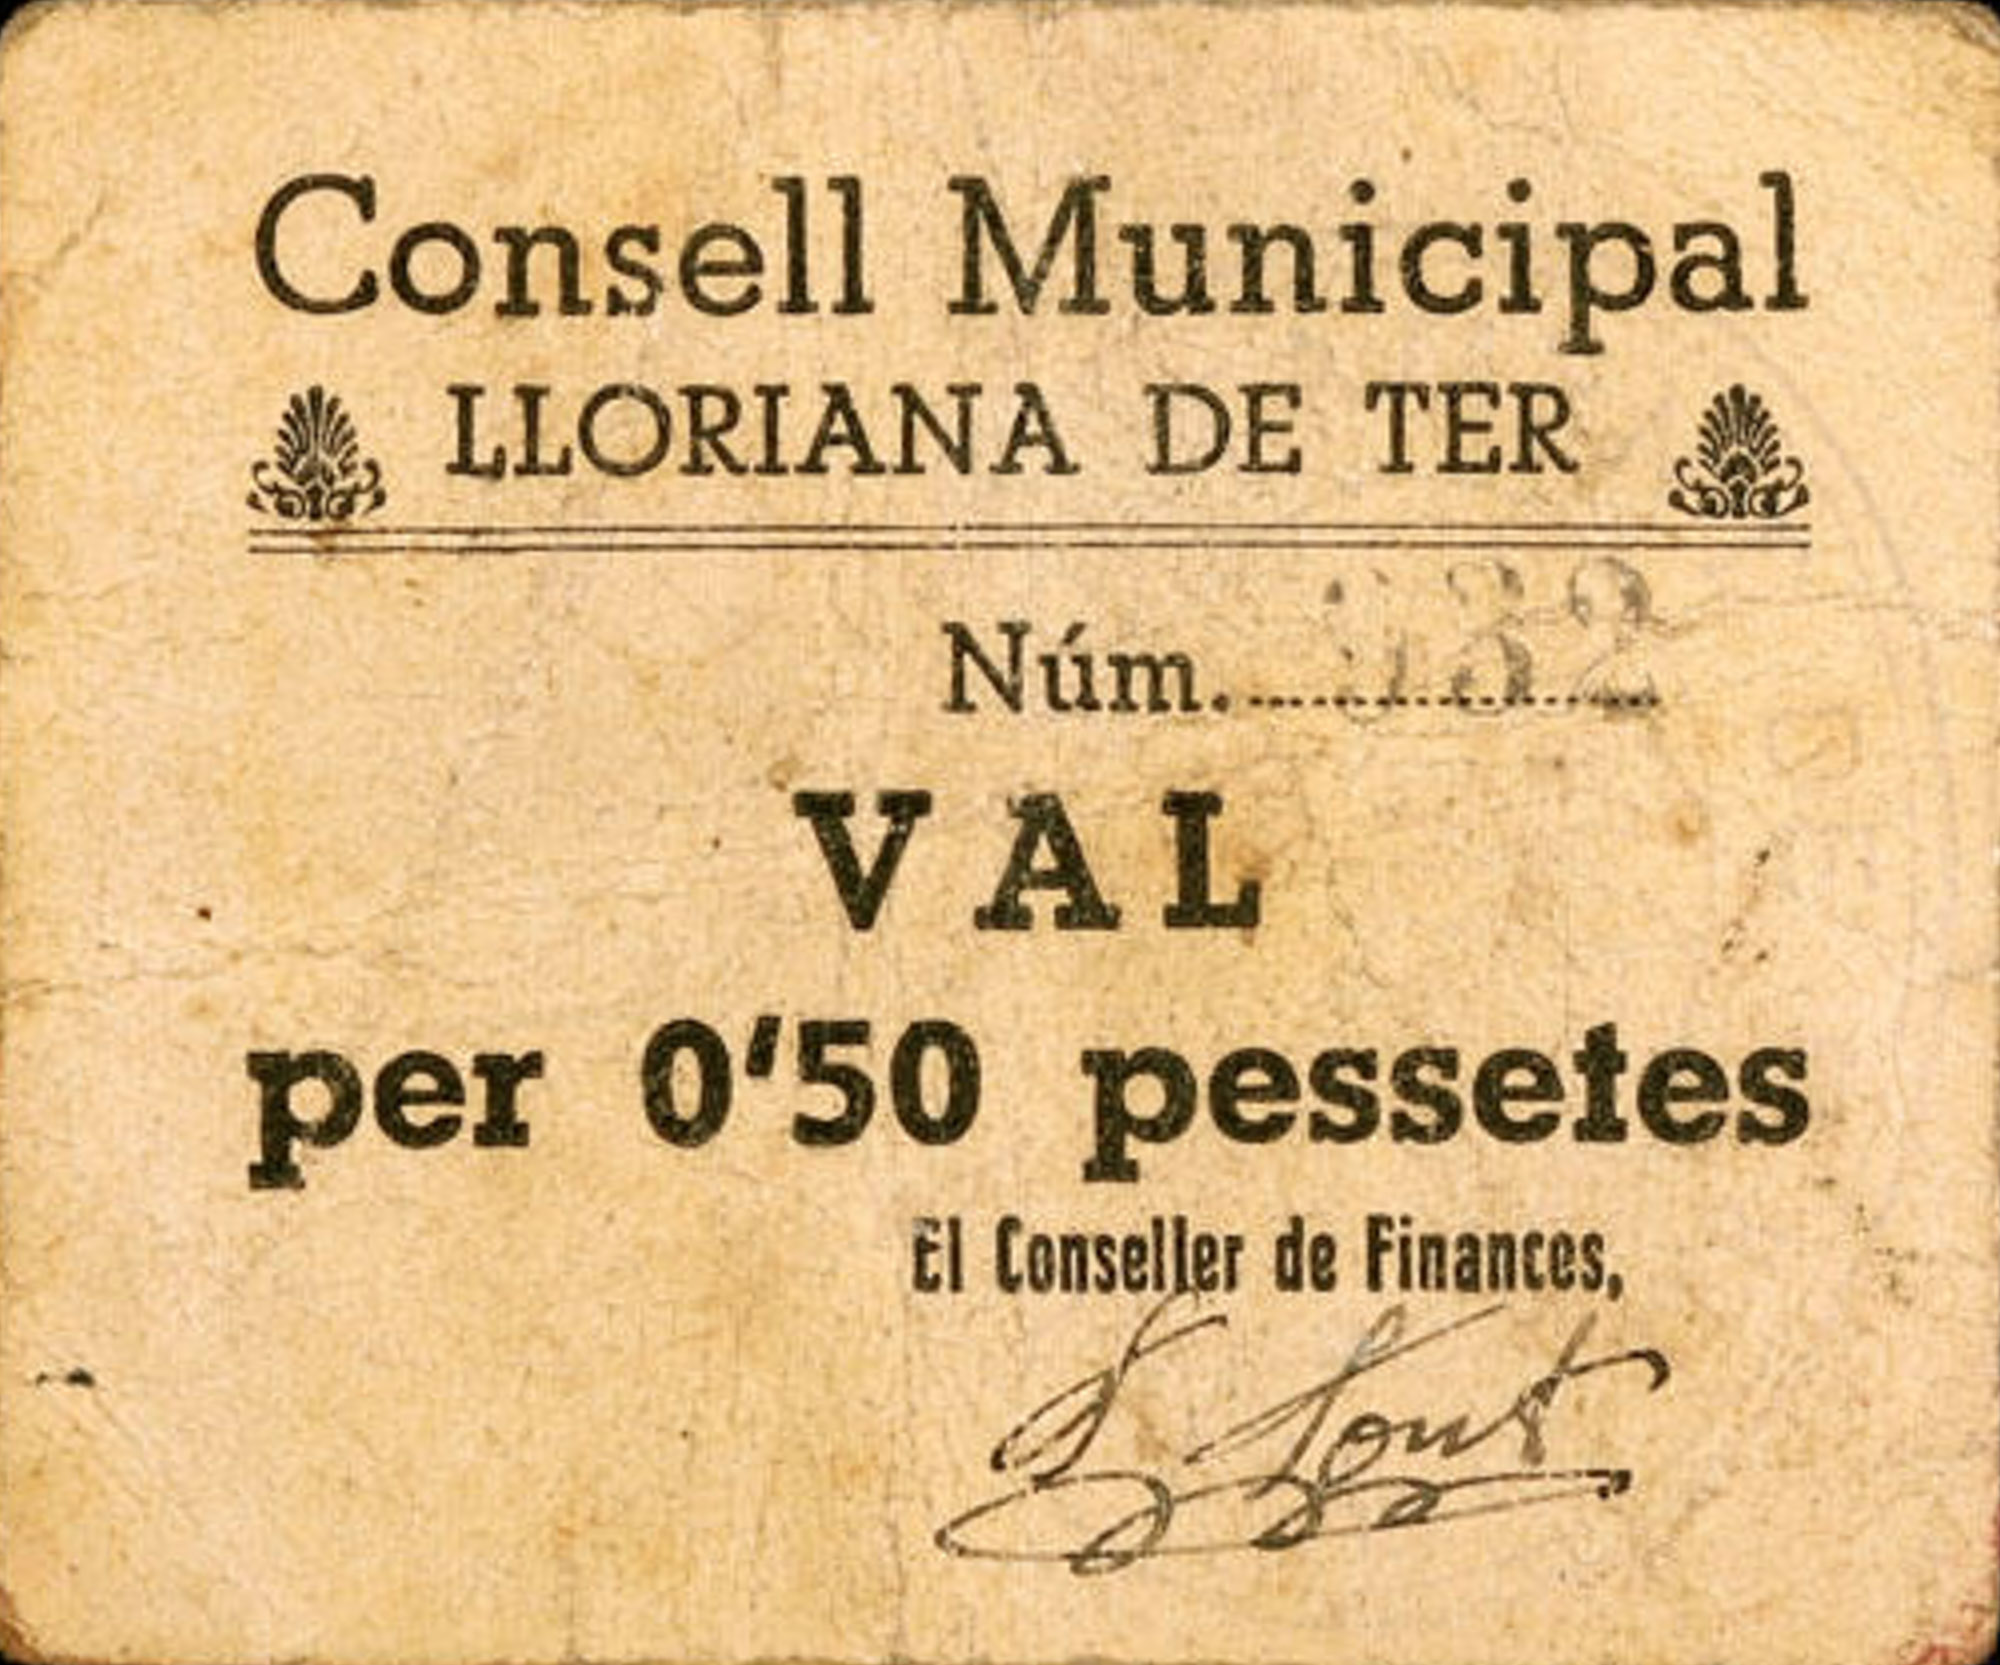 Consell Municipal
LLORIANA DE TER
Núm.
VAL
per 0'50 pessetes
El Conseller de Finances,